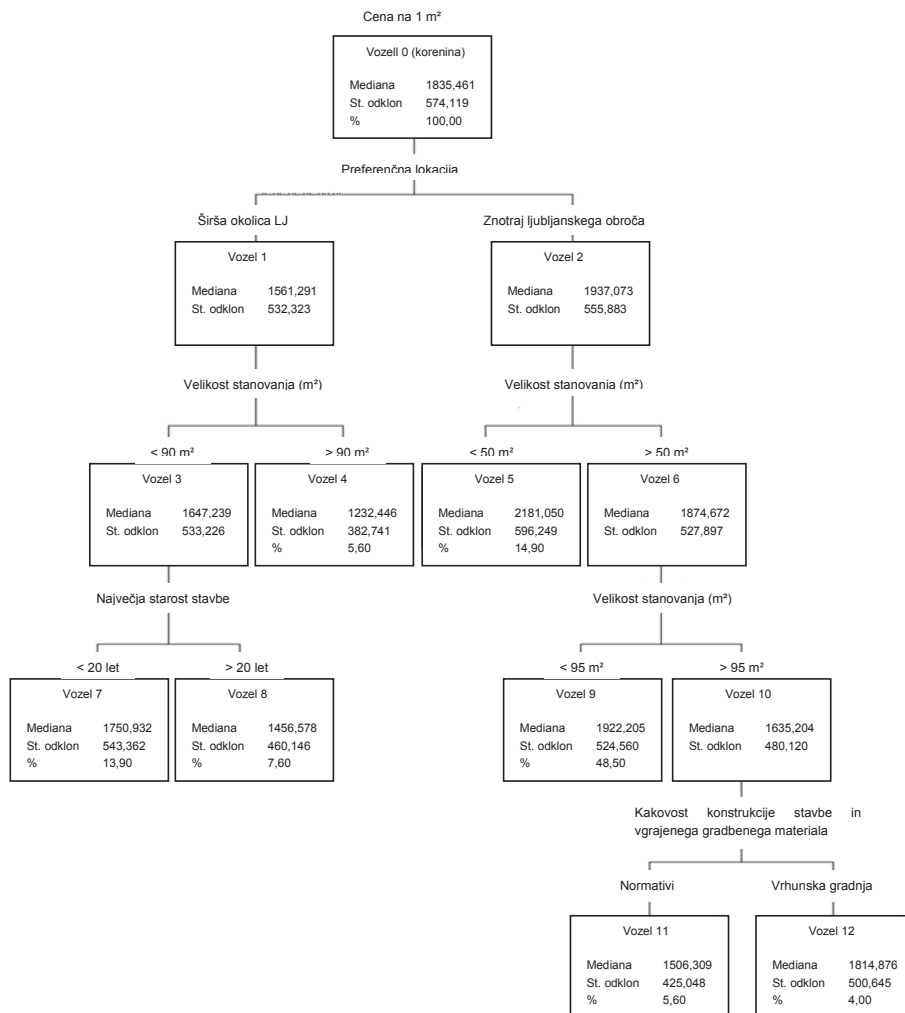 Cena na 1 m²
Vozell 0 (korenina)
Mediana 1835,461
St. odklon 574,119
% 100,00
Preferenčna lokacija
Širša okolica LJ
Znotraj ljubljanskega obroča
Vozel 1
Mediana 1561,291
St. odklon 532,323
Vozel 2
Mediana 1937,073
St. odklon 555,883
Velikost stanovanja (m²)
Velikost stanovanja (m²)
< 90 m²
> 90 m²
< 50 m²
> 50 m²
Vozel 3
Mediana 1647,239
St. odklon 533,226
Vozel 4
Mediana 1232,446
St. odklon 382,741
% 5,60
Vozel 5
Mediana 2181,050
St. odklon 596,249
% 14,90
Vozel 6
Mediana 1874,672
St. odklon 527,897
Največja starost stavbe
Velikost stanovanja (m²)
< 20 let
> 20 let
< 95 m²
> 95 m²
Vozel 7
Mediana 1750,932
St. odklon 543,362
% 13,90
Vozel 8
Mediana 1456,578
St. odklon 460,146
% 7,60
Vozel 9
Mediana 1922,205
St. odklon 524,560
% 48,50
Vozel 10
Mediana 1635,204
St. odklon 480,120
Kakovost konstrukcije stavbe in
vgrajenega gradbenega materiala
Normativi
Vrhunska gradnja
Vozel 11
Mediana 1506,309
St. odklon 425,048
% 5,60
Vozel 12
Mediana 1814,876
St. odklon 500,645
% 4,00